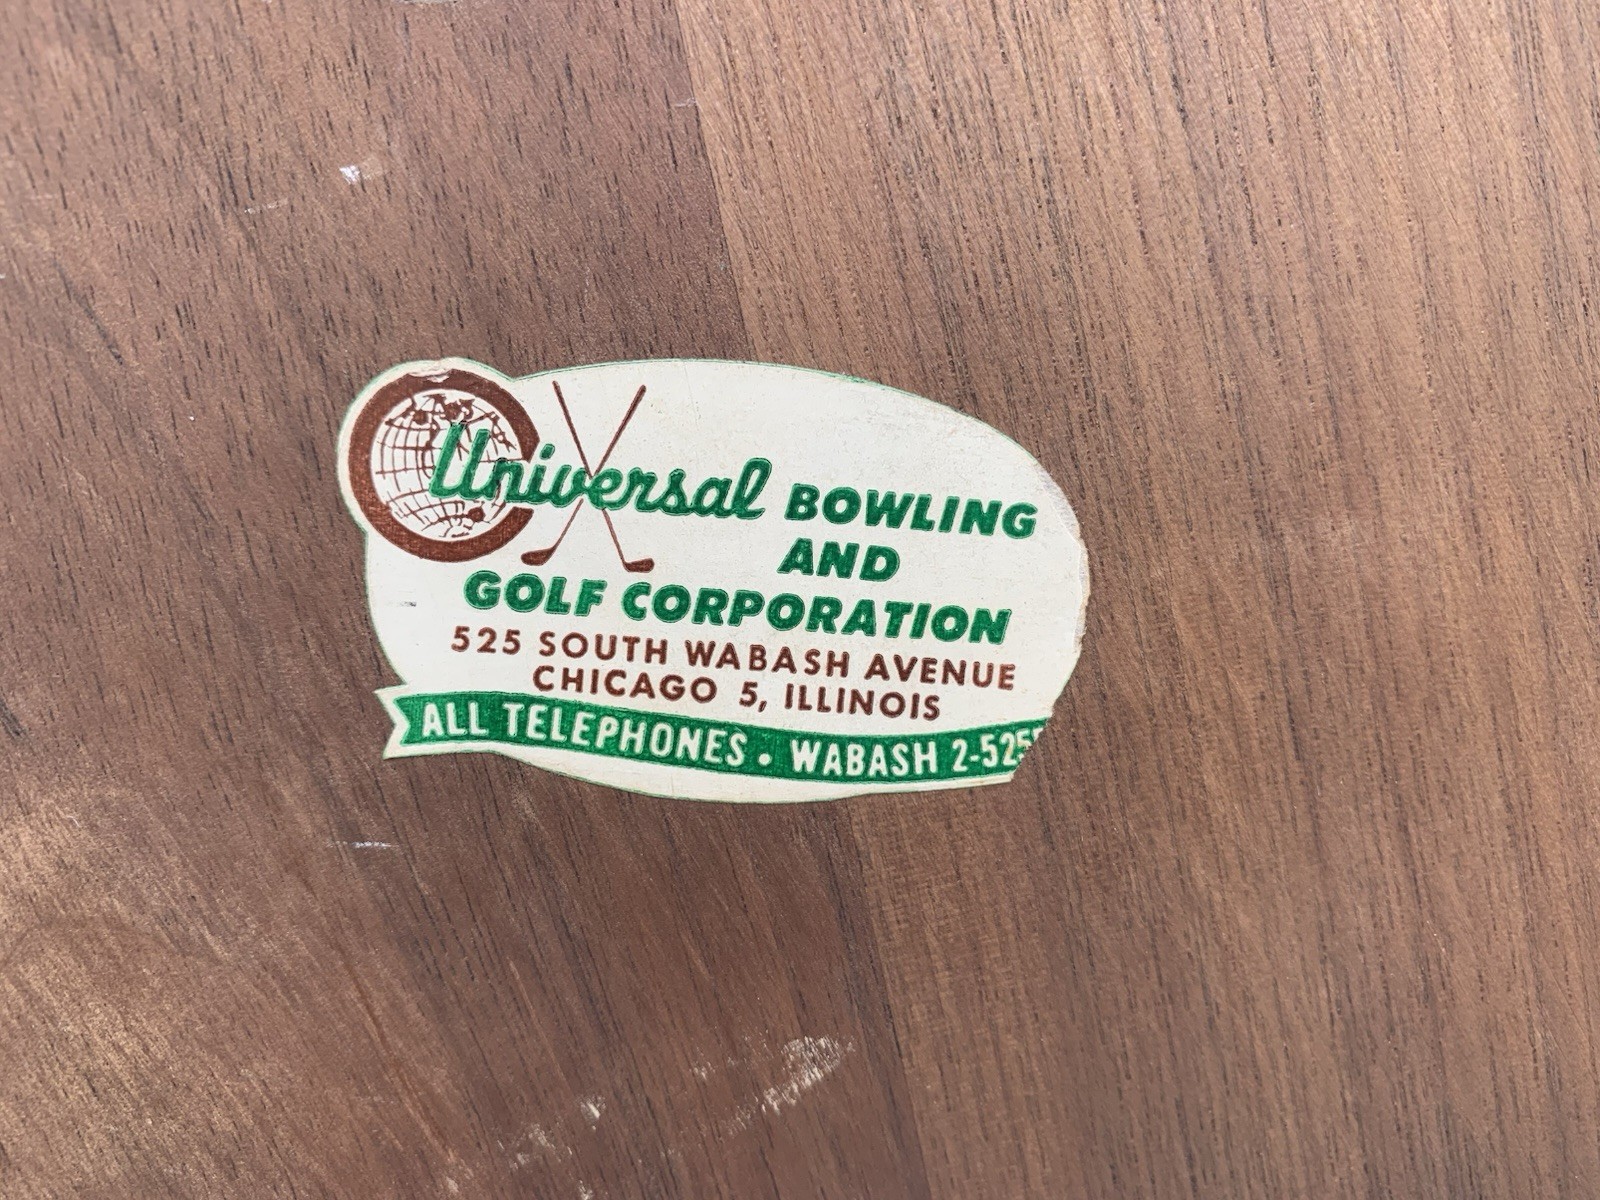 Universal BOWLING
AND
GOLF CORPORATION
525 SOUTH WABASH AVENUE
CHICAGO 5, ILLINOIS
ALL TELEPHONES • WABASH 2-525